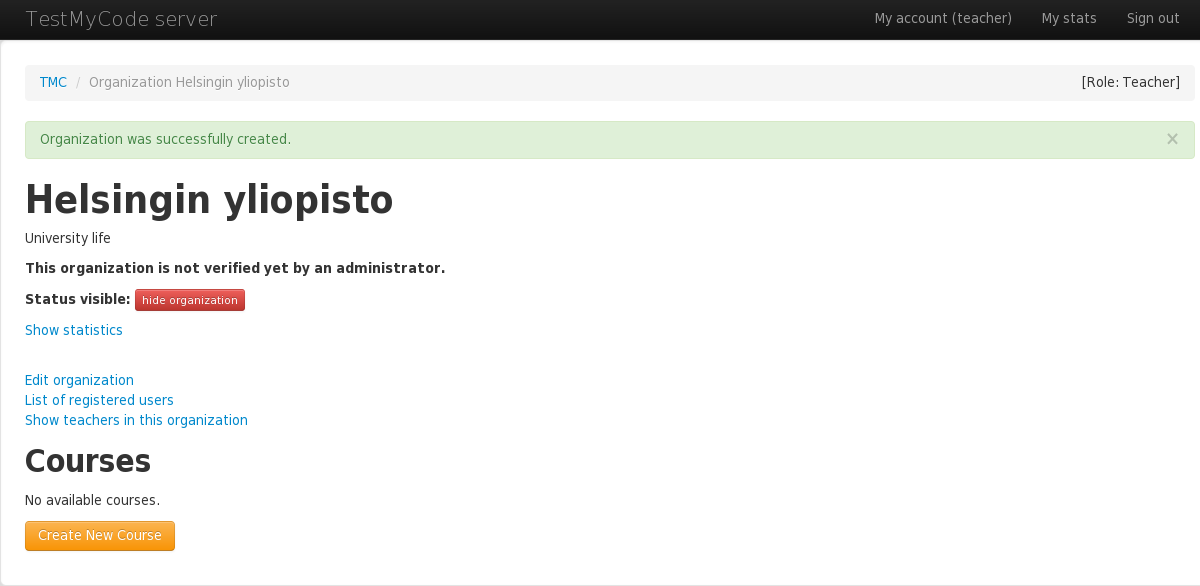 TestMyCode server My account (teacher) My stats Sign out
TMC / Organization Helsingin yliopisto [Role: Teacher]
Organization was successfully created. ×
Helsingin yliopisto
University life
This organization is not verified yet by an administrator.
Status visible: hide organization
Show statistics
Edit organization
List of registered users
Show teachers in this organization
Courses
No available courses.
Create New Course